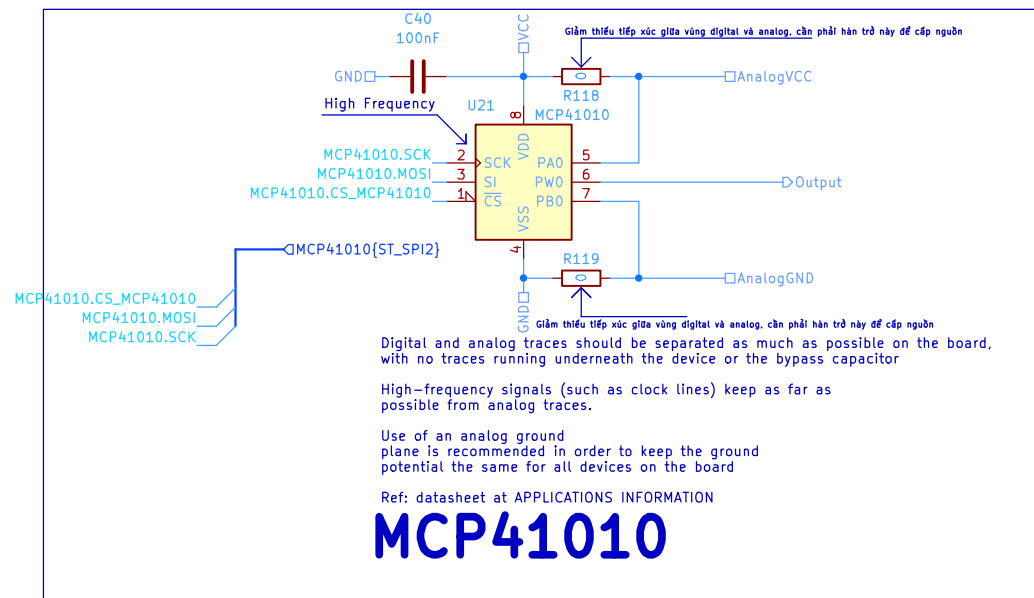 C40
100nF
VCC
Giảm thiểu tiếp xúc giữa vùng digital và analog, cần phải hàn trở này để cấp nguồn
GND
0
AnalogVCC
R118
High Frequency
U21
MCP41010
8
VDD
MCP41010.SCK
2
SCK
PA0
5
MCP41010.MOSI
3
SI
PW0
6
Output
MCP41010.CS_MCP41010
1
CS
PB0
7
VSS
4
MCP41010{ST_SPI2}
R119
0
AnalogGND
MCP41010.CS_MCP41010
MCP41010.MOSI
MCP41010.SCK
GND
Giảm thiểu tiếp xúc giữa vùng digital và analog, cần phải hàn trở này để cấp nguồn
Digital and analog traces should be separated as much as possible on the board,
with no traces running underneath the device or the bypass capacitor
High-frequency signals (such as clock lines) keep as far as
possible from analog traces.
Use of an analog ground
plane is recommended in order to keep the ground
potential the same for all devices on the board
Ref: datasheet at APPLICATIONS INFORMATION
MCP41010